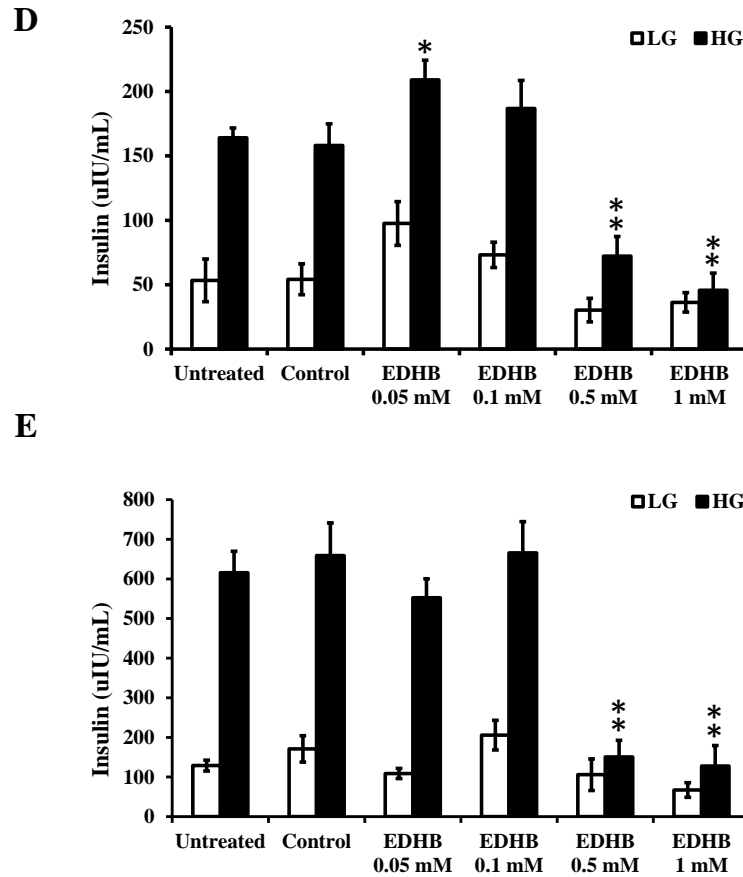 D
LG HG
Insulin (uIU/mL)
250
200
150
100
50
0
*
*
*
*
*
Untreated Control EDHB EDHB EDHB EDHB
0.05 mM 0.1 mM 0.5 mM 1 mM
E
LG HG
Insulin (uIU/mL)
800
700
600
500
400
300
200
100
0
*
*
*
*
Untreated Control EDHB EDHB EDHB EDHB
0.05 mM 0.1 mM 0.5 mM 1 mM